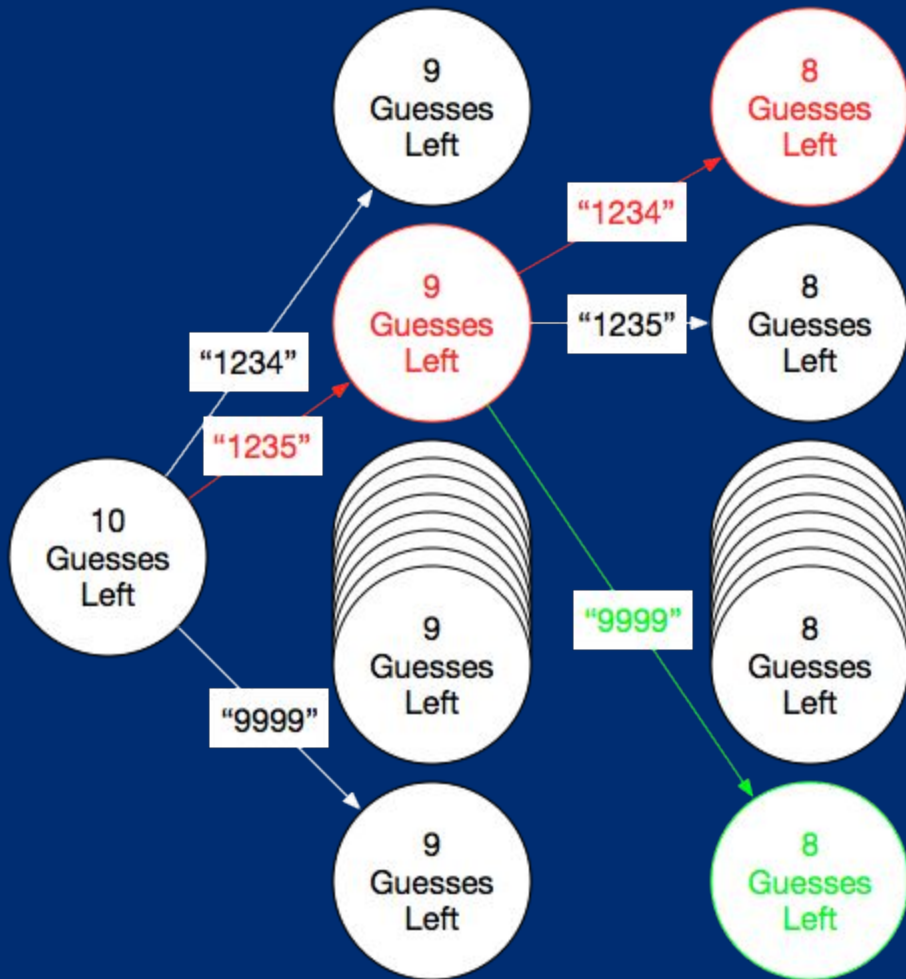 9
Guesses
Left
8
Guesses
Left
“1234”
9
Guesses
Left
“1235”
8
Guesses
Left
“1234”
“1235”
10
Guesses
Left
9
Guesses
Left
“9999”
8
Guesses
Left
“9999”
9
Guesses
Left
8
Guesses
Left